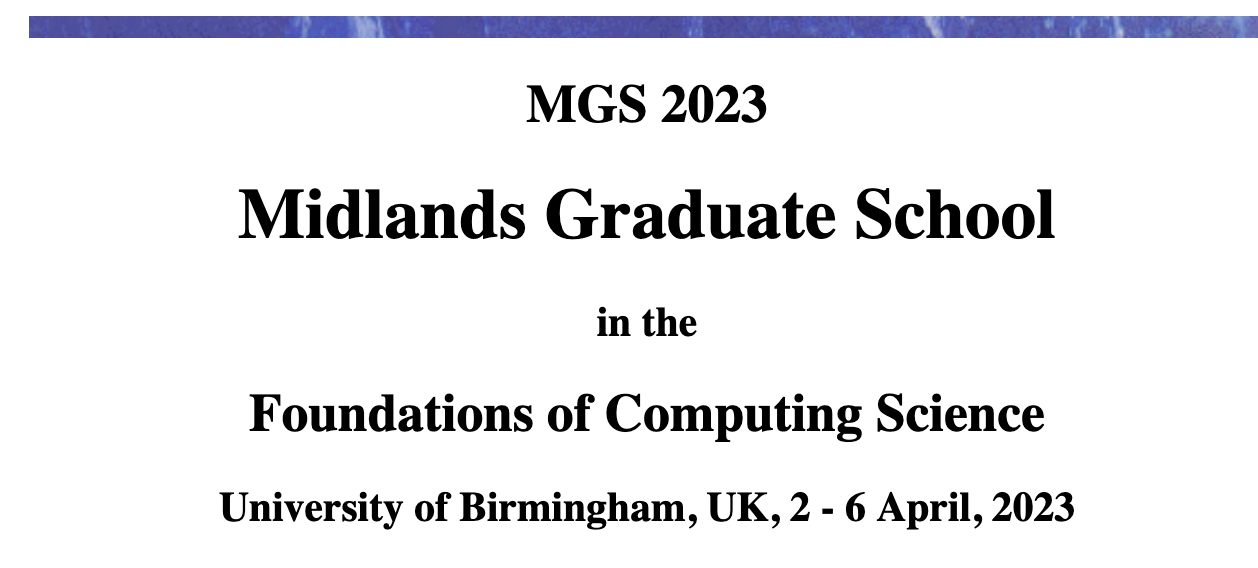 MGS 2023
Midlands Graduate School
in the
Foundations of Computing Science
University of Birmingham, UK, 2 - 6 April, 2023